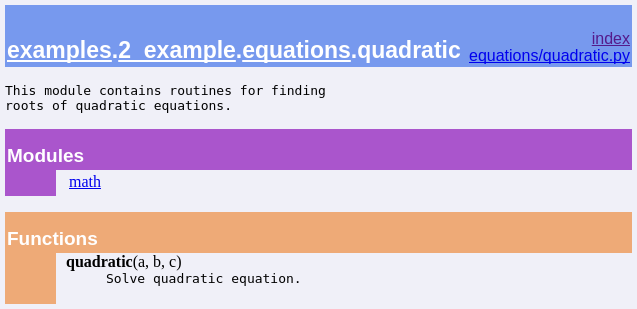 examples.2_example.equations.quadratic
index
equations/quadratic.py
This module contains routines for finding
roots of quadratic equations.
Modules
math
Functions
quadratic(a, b, c)
Solve quadratic equation.